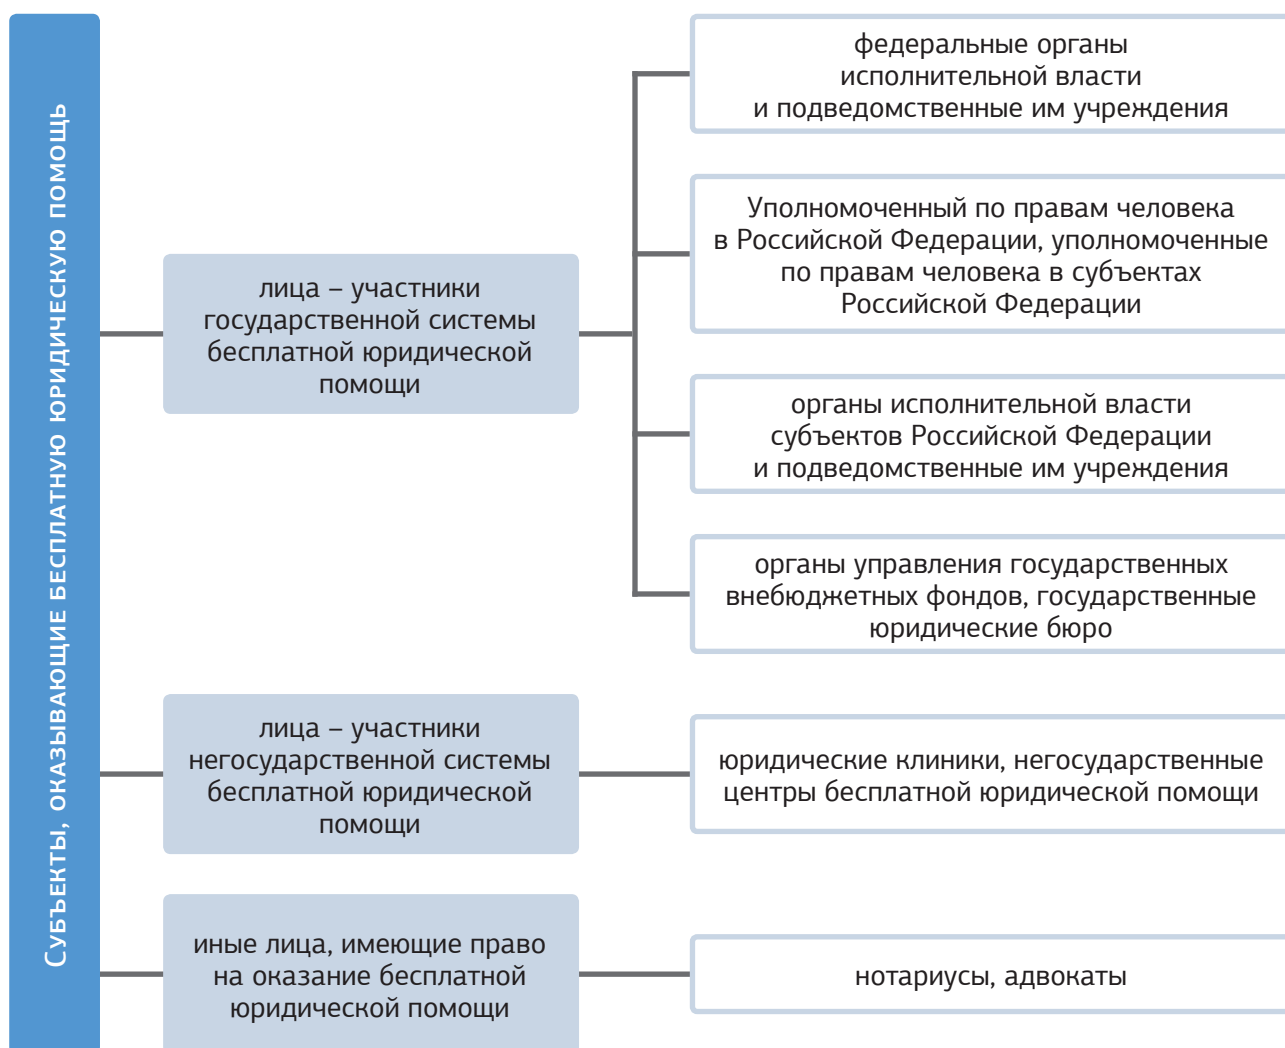 Субъекты, оказывающие бесплатную юридическую помощь
лица – участники
государственной системы
бесплатной юридической
помощи
федеральные органы
исполнительной власти
и подведомственные им учреждения
Уполномоченный по правам человека
в Российской Федерации, уполномоченные
по правам человека в субъектах
Российской Федерации
органы исполнительной власти
субъектов Российской Федерации
и подведомственные им учреждения
органы управления государственных
внебюджетных фондов, государственные
юридические бюро
лица – участники
негосударственной системы
бесплатной юридической
помощи
юридические клиники, негосударственные
центры бесплатной юридической помощи
иные лица, имеющие право
на оказание бесплатной
юридической помощи
нотариусы, адвокаты